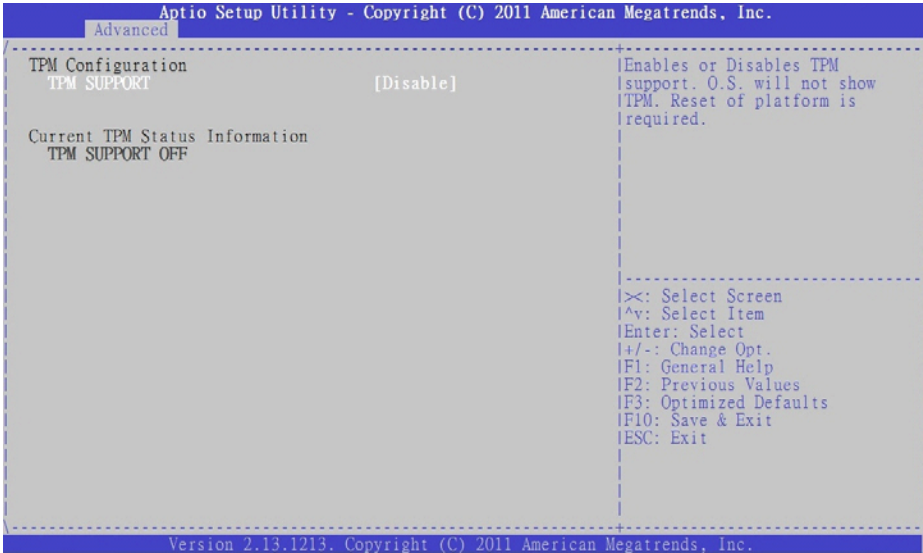 Aptio Setup Utility - Copyright (C) 2011 American Megatrends, Inc.
Advanced
TPM Configuration
TPM SUPPORT [Disable]
Current TPM Status Information
TPM SUPPORT OFF
Enables or Disables TPM
support. O.S. will not show
TPM. Reset of platform is
required.
><: Select Screen
^v: Select Item
Enter: Select
+/-: Change Opt.
F1: General Help
F2: Previous Values
F3: Optimized Defaults
F10: Save & Exit
ESC: Exit
Version 2.13.1213. Copyright (C) 2011 American Megatrends, Inc.